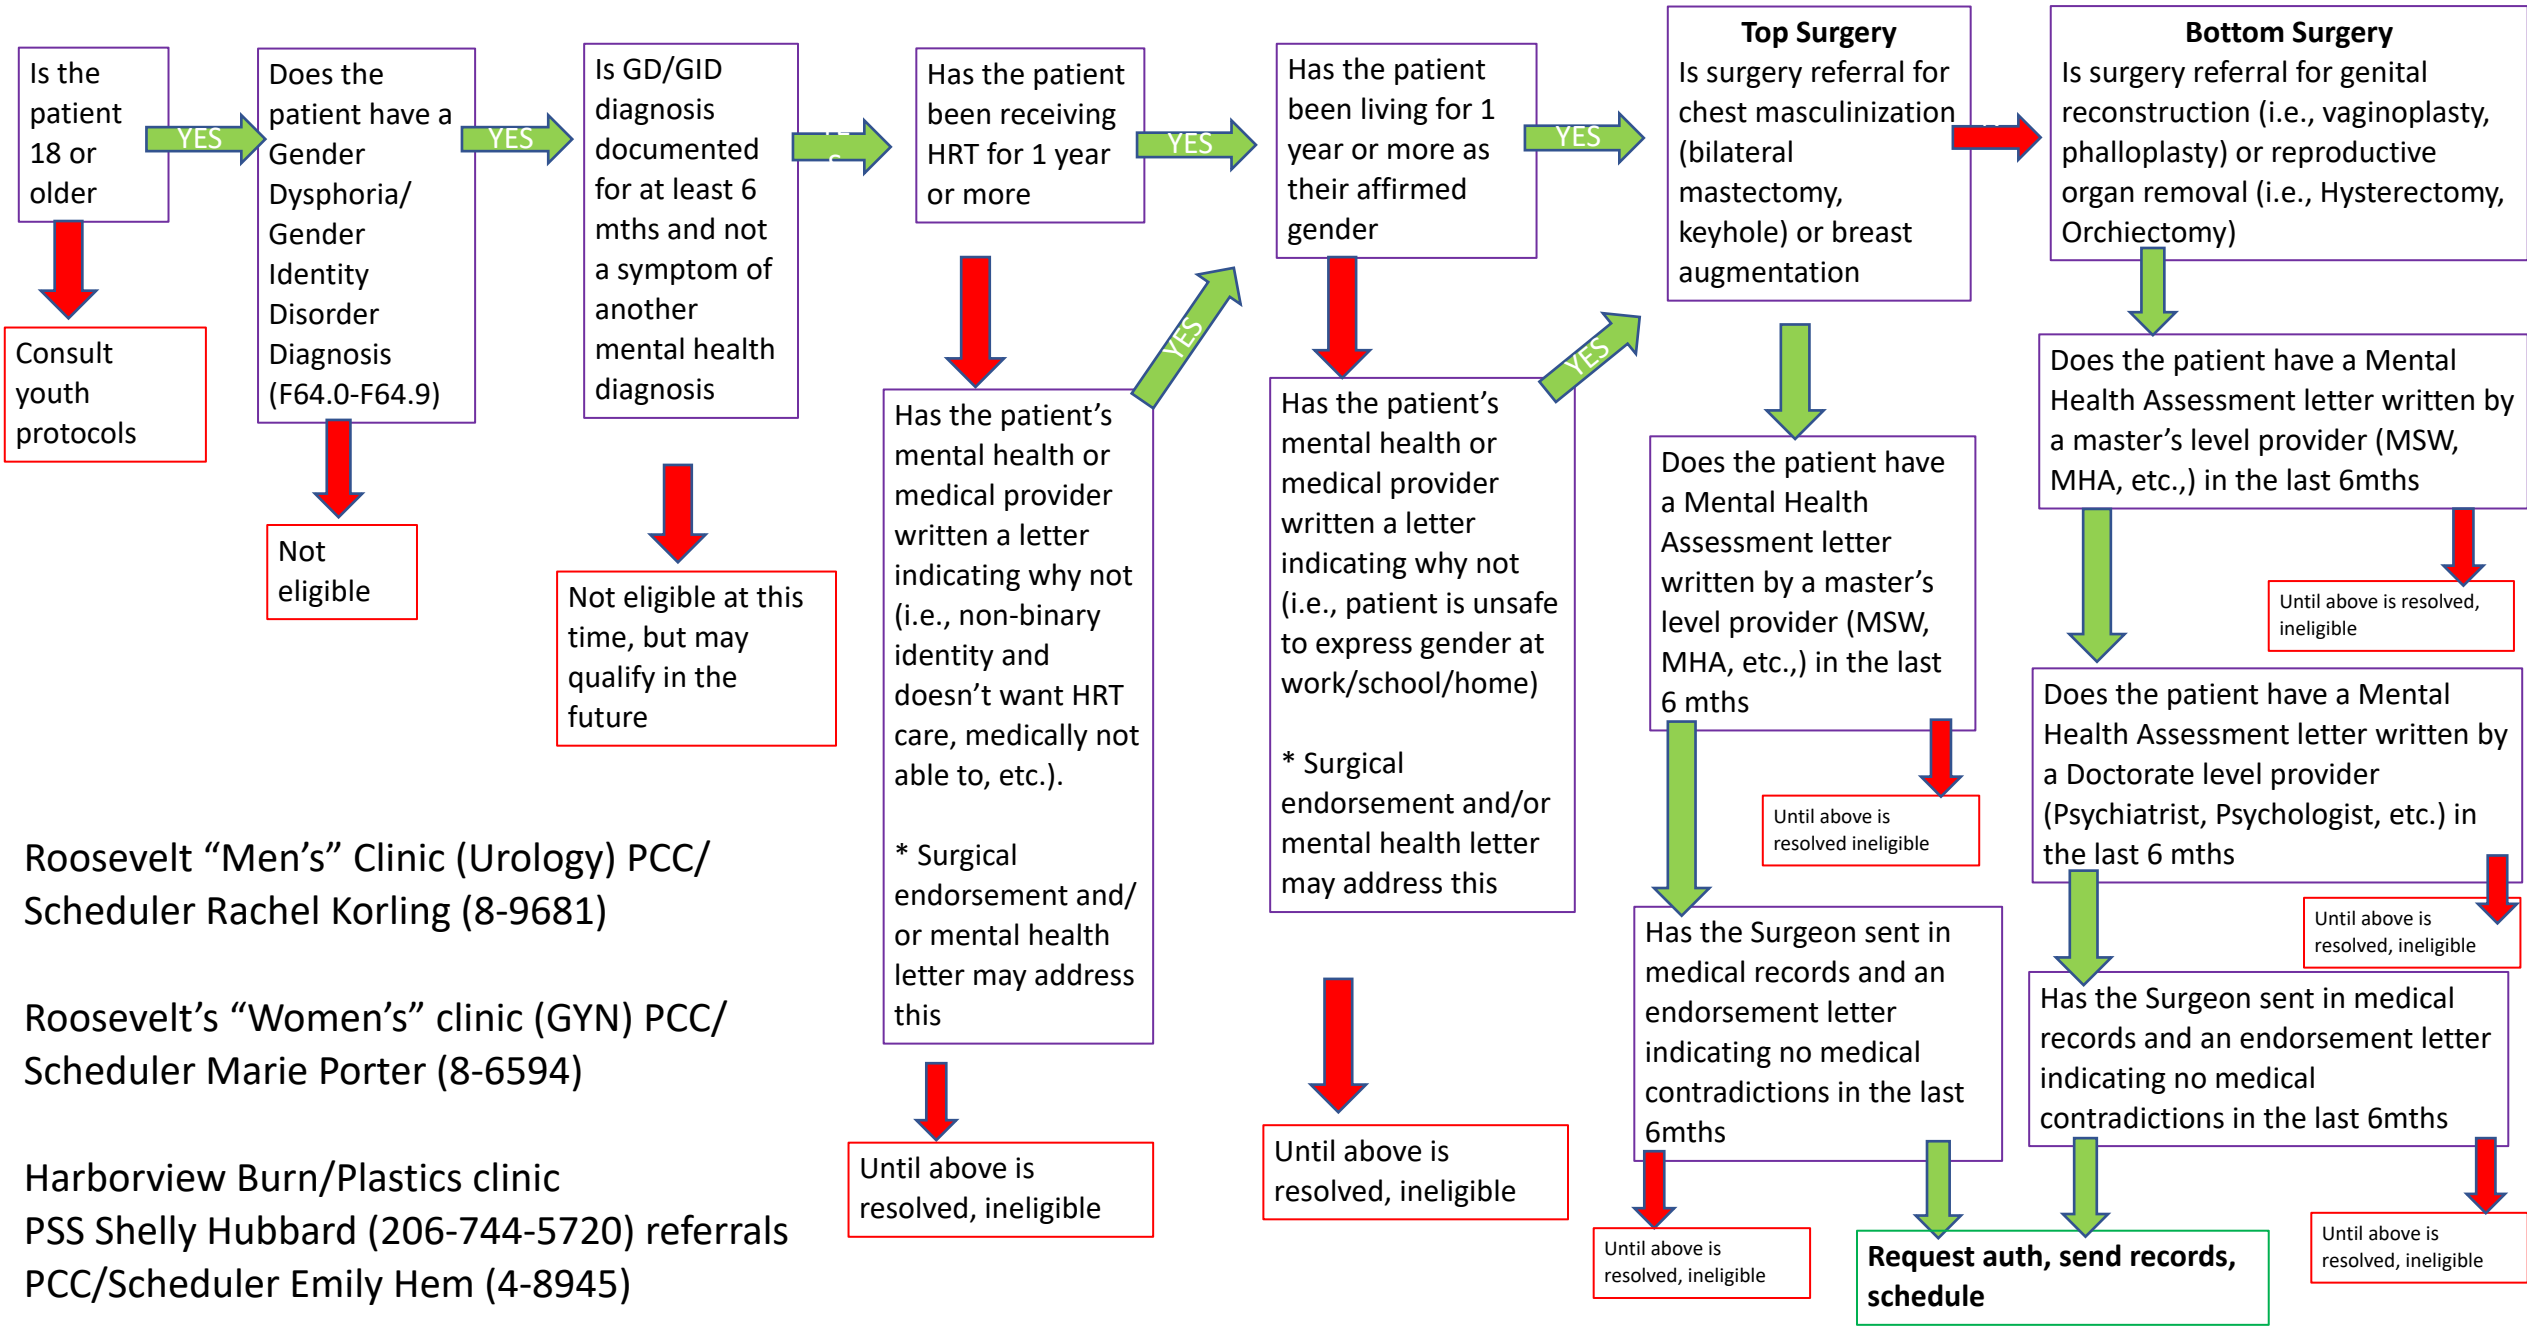 Is the
patient
18 or
older
YES
Consult
youth
protocols
Does the
patient have a
Gender
Dysphoria/
Gender
Identity
Disorder
Diagnosis
(F64.0-F64.9)
YES
Not
eligible
Is GD/GID
diagnosis
documented
for at least 6
mths and not
a symptom of
another
mental health
diagnosis
YES
Not eligible at this
time, but may
qualify in the
future
Has the patient
been receiving
HRT for 1 year
or more
YES
Has the patient's
mental health or
medical provider
written a letter
indicating why not
(i.e., non-binary
identity and
doesn't want HRT
care, medically not
able to, etc.).
* Surgical
endorsement and/
or mental health
letter may address
this
YES
Until above is
resolved, ineligible
Has the patient
been living for 1
year or more as
their affirmed
gender
YES
Has the patient's
mental health or
medical provider
written a letter
indicating why not
(i.e., patient is unsafe
to express gender at
work/school/home)
* Surgical
endorsement and/or
mental health letter
may address this
YES
Until above is
resolved, ineligible
Top Surgery
Is surgery referral for
chest masculinization
(bilateral
mastectomy,
keyhole) or breast
augmentation
Does the patient have
a Mental Health
Assessment letter
written by a master's
level provider (MSW,
MHA, etc.,) in the last
6 mths
Until above is
resolved ineligible
Has the Surgeon sent in
medical records and an
endorsement letter
indicating no medical
contradictions in the last
6mths
Until above is
resolved, ineligible
Bottom Surgery
Is surgery referral for genital
reconstruction (i.e., vaginoplasty,
phalloplasty) or reproductive
organ removal (i.e., Hysterectomy,
Orchiectomy)
Does the patient have a Mental
Health Assessment letter written by
a master's level provider (MSW,
MHA, etc.,) in the last 6mths
Until above is resolved,
ineligible
Does the patient have a Mental
Health Assessment letter written by
a Doctorate level provider
(Psychiatrist, Psychologist, etc.) in
the last 6 mths
Until above is
resolved, ineligible
Has the Surgeon sent in medical
records and an endorsement letter
indicating no medical
contradictions in the last 6mths
Until above is
resolved, ineligible
Request auth, send records,
schedule
Roosevelt “Men's” Clinic (Urology) PCC/
Scheduler Rachel Korling (8-9681)
Roosevelt's “Women's” clinic (GYN) PCC/
Scheduler Marie Porter (8-6594)
Harborview Burn/Plastics clinic
PSS Shelly Hubbard (206-744-5720) referrals
PCC/Scheduler Emily Hem (4-8945)